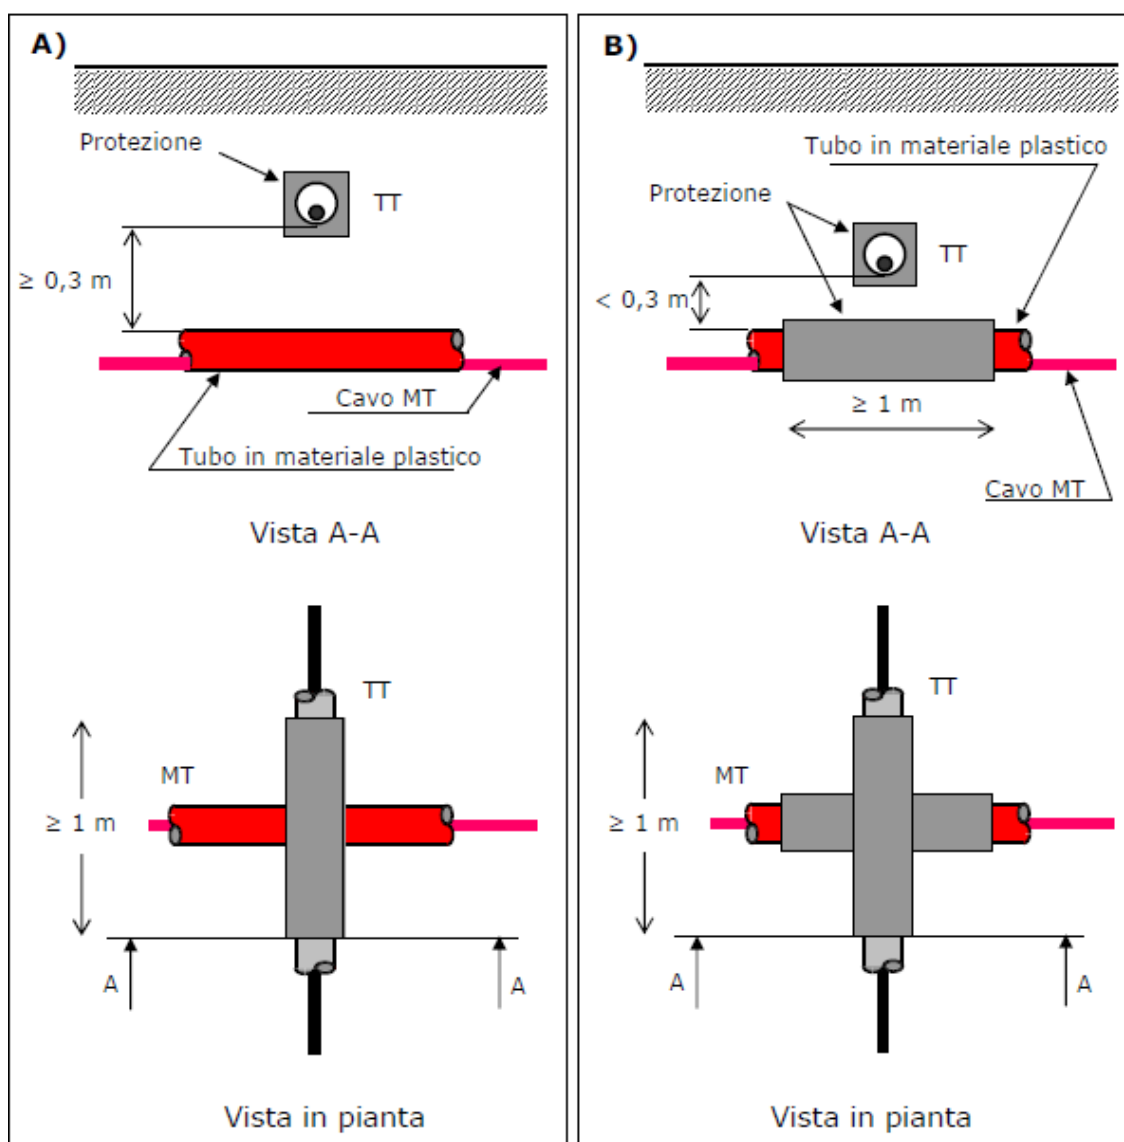 A)
Protezione
TT
≥ 0,3 m
Cavo MT
Tubo in materiale plastico
Vista A-A
TT
MT
≥ 1 m
A
A
Vista in pianta
B)
Tubo in materiale plastico
Protezione
TT
< 0,3 m
≥ 1 m
Cavo MT
Vista A-A
TT
MT
≥ 1 m
A
A
Vista in pianta